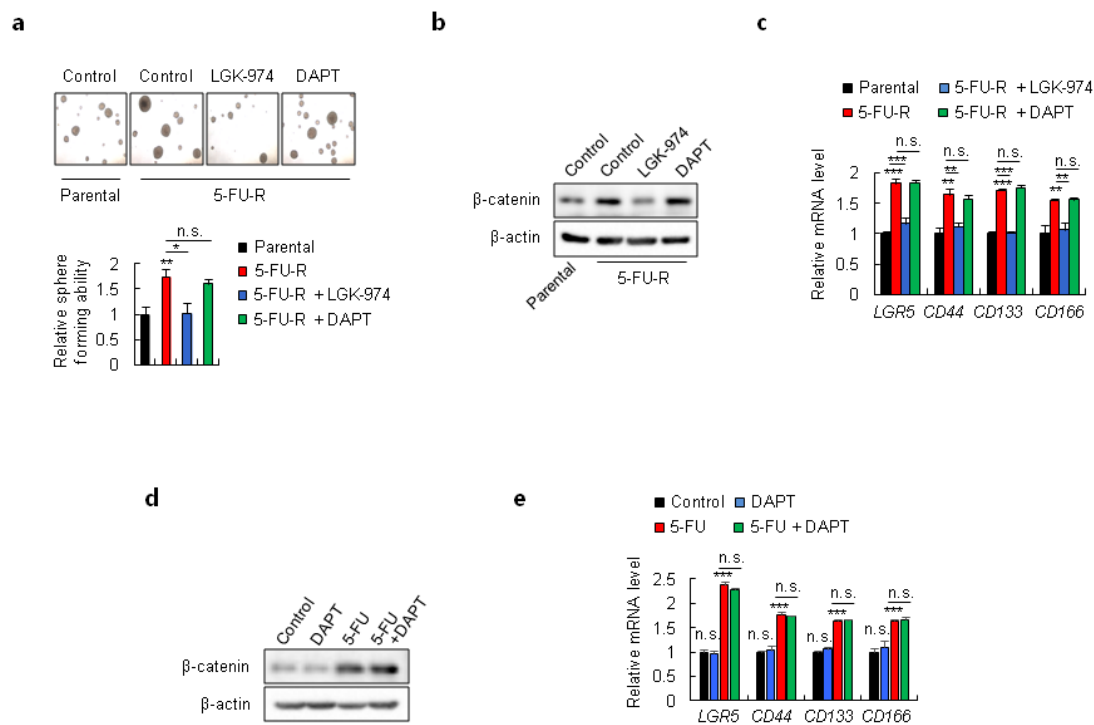 a
Control Control LGK-974 DAPT
Parental 5-FU-R
n.s.
*
**
Relative sphere
forming ability
2
1.5
1
0.5
0
Parental
5-FU-R
5-FU-R + LGK-974
5-FU-R + DAPT
b
Control Control LGK-974 DAPT
β-catenin
β-actin
Parental 5-FU-R
c
Parental 5-FU-R + LGK-974
5-FU-R 5-FU-R + DAPT
n.s. n.s. n.s. n.s.
*** ** *** **
*** ** *** **
Relative mRNA level
2
1.5
1
0.5
0
LGR5 CD44 CD133 CD166
d
Control DAPT 5-FU 5-FU
+DAPT
β-catenin
β-actin
e
Control DAPT
5-FU 5-FU + DAPT
n.s. n.s. n.s. n.s.
*** *** *** ***
n.s. n.s. n.s. n.s.
Relative mRNA level
2.5
2
1.5
1
0.5
0
LGR5 CD44 CD133 CD166